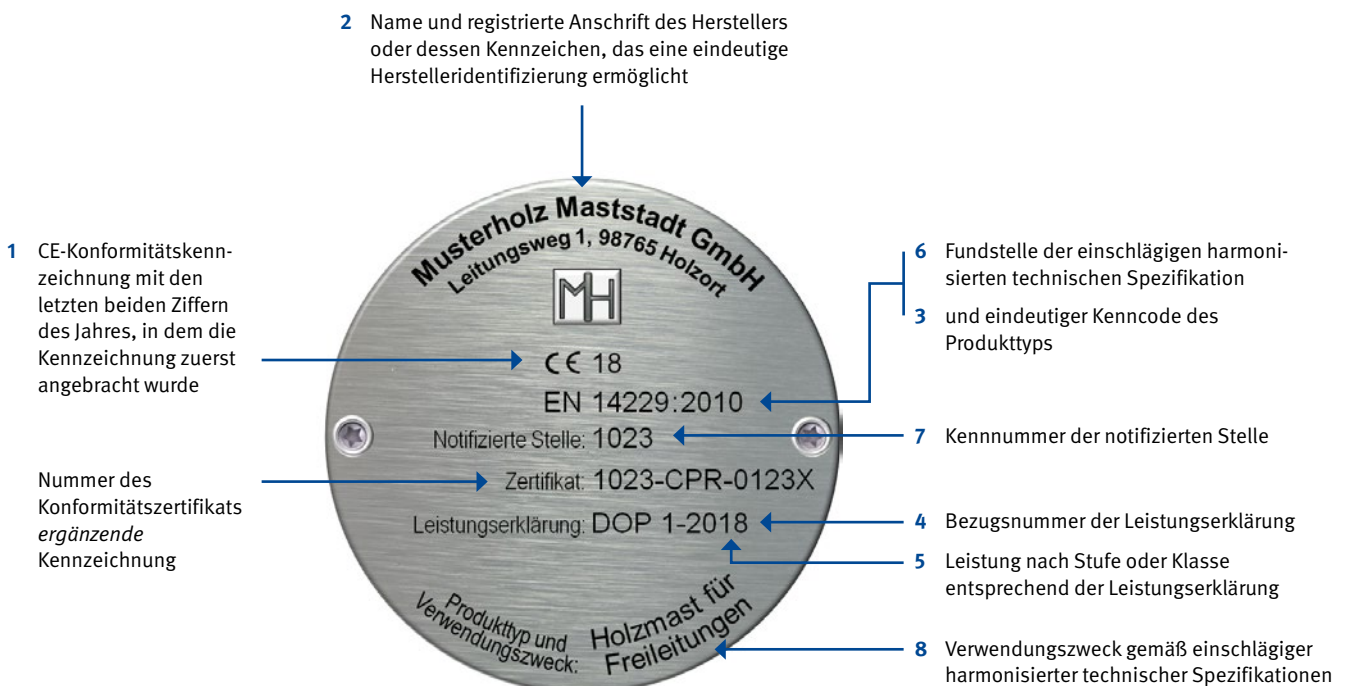 2 Name und registrierte Anschrift des Herstellers
oder dessen Kennzeichen, das eine eindeutige
Herstelleridentifizierung ermöglicht
1 CE-Konformitätskenn-
zeichnung mit den
letzten beiden Ziffern
des Jahres, in dem die
Kennzeichnung zuerst
angebracht wurde
Nummer des
Konformitätszertifikats
ergänzende
Kennzeichnung
Musterholz Maststadt GmbH
Leitungsweg 1, 98765 Holzort
MH
CE 18
EN 14229:2010
Notifizierte Stelle: 1023
Zertifikat: 1023-CPR-0123X
Leistungserklärung: DOP 1-2018
Produkttyp und
Verwendungszweck:
Holzmast für
Freileitungen
6 Fundstelle der einschlägigen harmoni-
sierten technischen Spezifikation
3 und eindeutiger Kenncode des
Produkttyps
7 Kennnummer der notifizierten Stelle
4 Bezugsnummer der Leistungserklärung
5 Leistung nach Stufe oder Klasse
entsprechend der Leistungserklärung
8 Verwendungszweck gemäß einschlägiger
harmonisierter technischer Spezifikationen